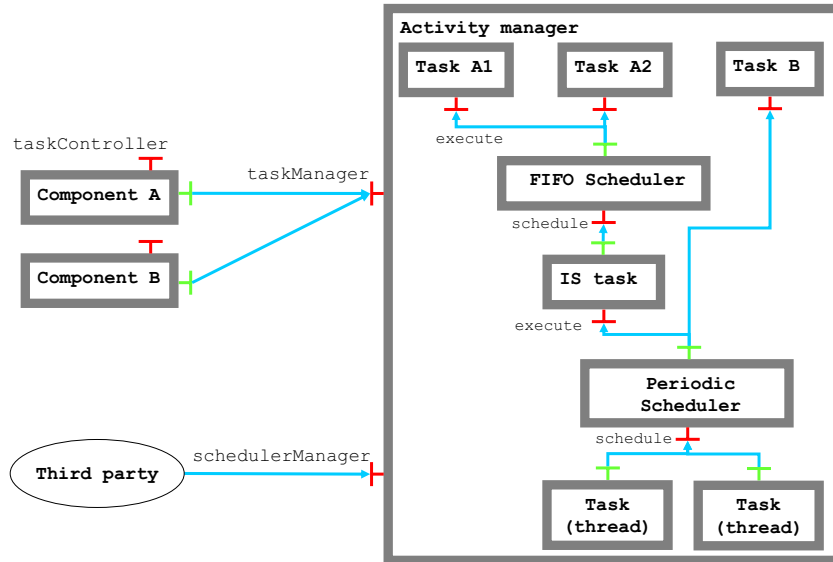 Activity manager
Task A1
Task A2
Task B
execute
taskController
taskManager
Component A
FIFO Scheduler
schedule
Component B
IS task
execute
Periodic
Scheduler
schedule
schedulerManager
Third party
Task
(thread)
Task
(thread)